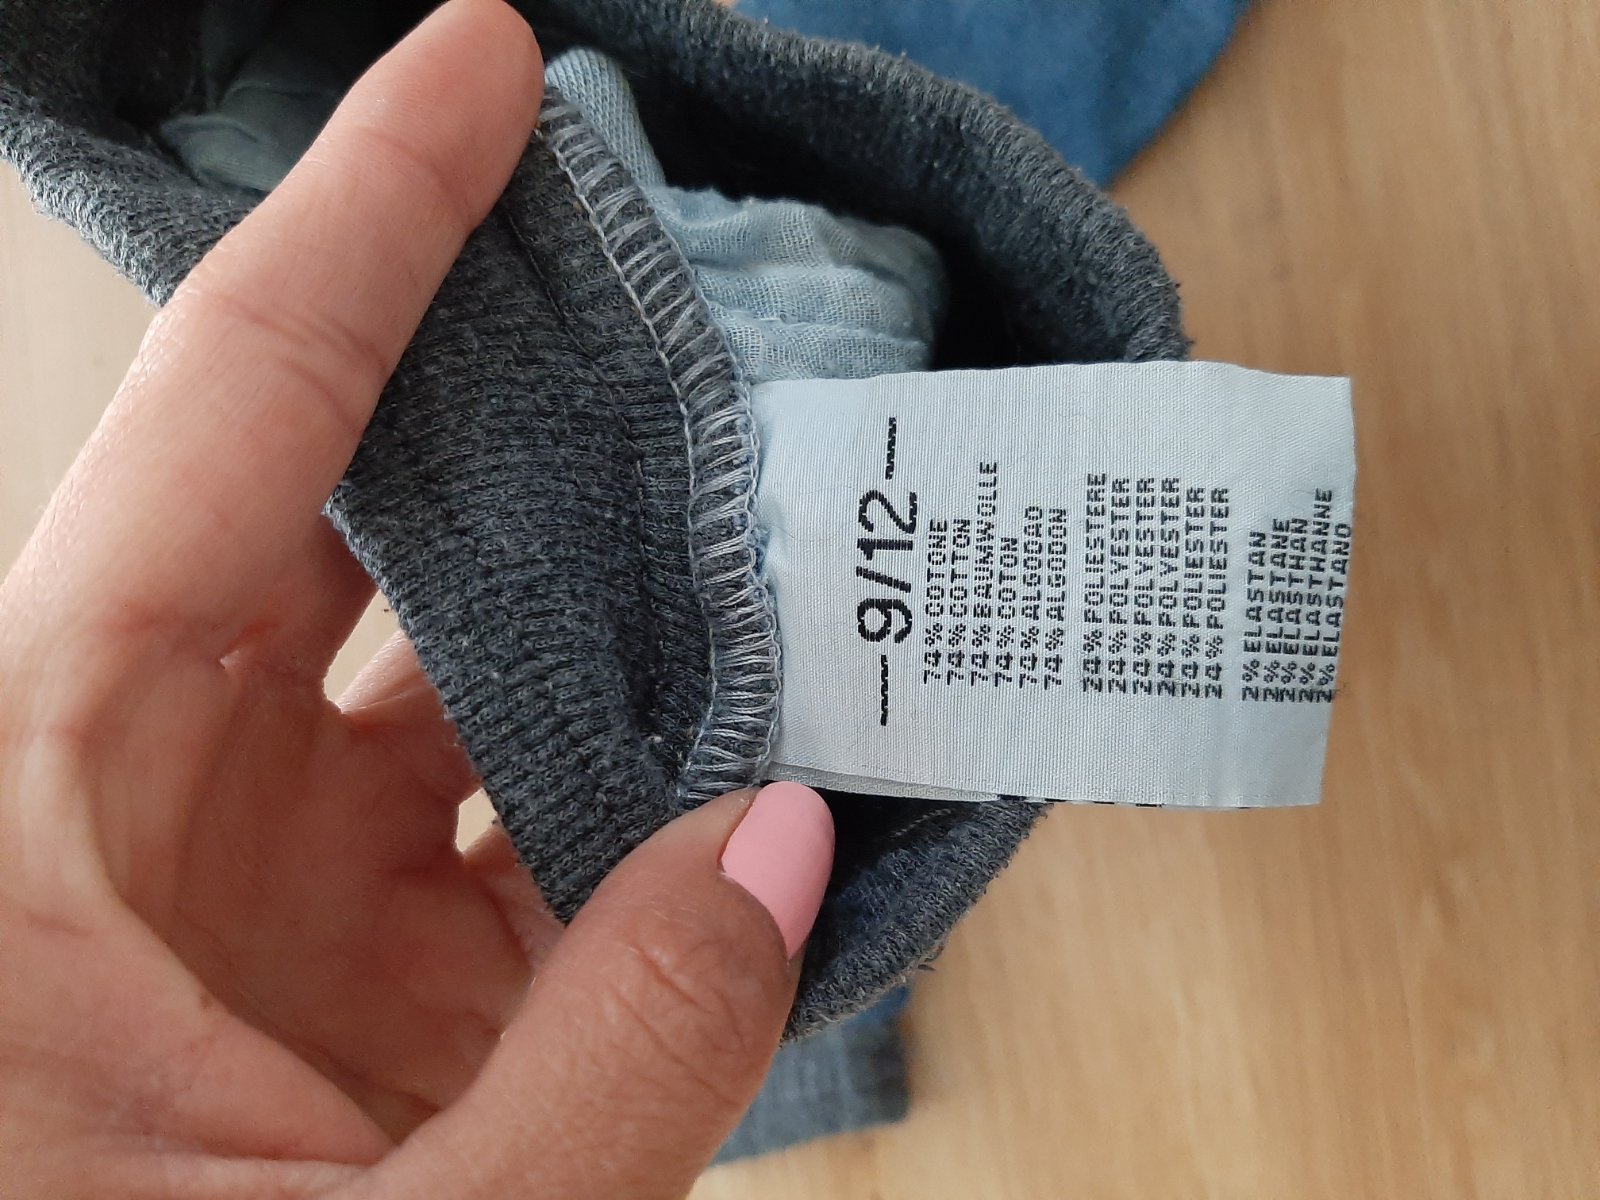 — 9/12 —
74% COTONE
74% COTTON
74% BAUMWOLLE
74% COTON
74% ALGODAO
74% ALGODON
24% POLIESTERE
24% POLYESTER
24% POLYESTER
24% POLYESTER
24% POLIESTER
24% POLIESTER
2% ELASTAN
2% ELASTANE
2% ELASTHAN
2% ELASTHANNE
2% ELASTANO